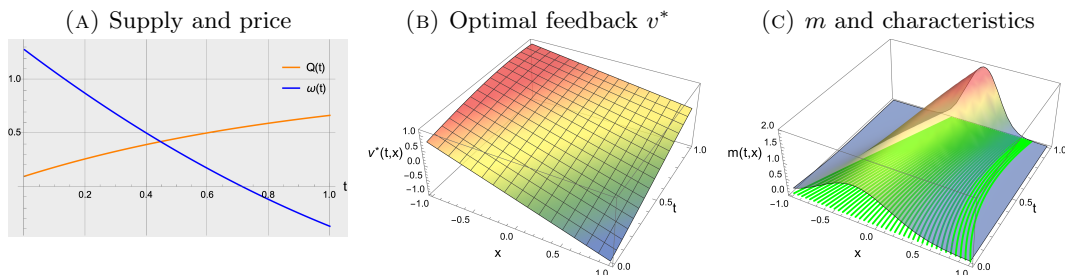 (A) Supply and price
(B) Optimal feedback v*
(C) m and characteristics
1.0
0.5
0.2
0.4
0.6
0.8
1.0
t
Q(t)
ω(t)
v*(t,x)
1.0
0.5
0.0
-0.5
-1.0
-1.0
-0.5
0.0
0.5
1.0
x
0.0
0.5
1.0
t
m(t,x)
2.0
1.5
1.0
0.5
0.0
-1.0
-0.5
0.0
0.5
1.0
x
0.0
0.5
1.0
t